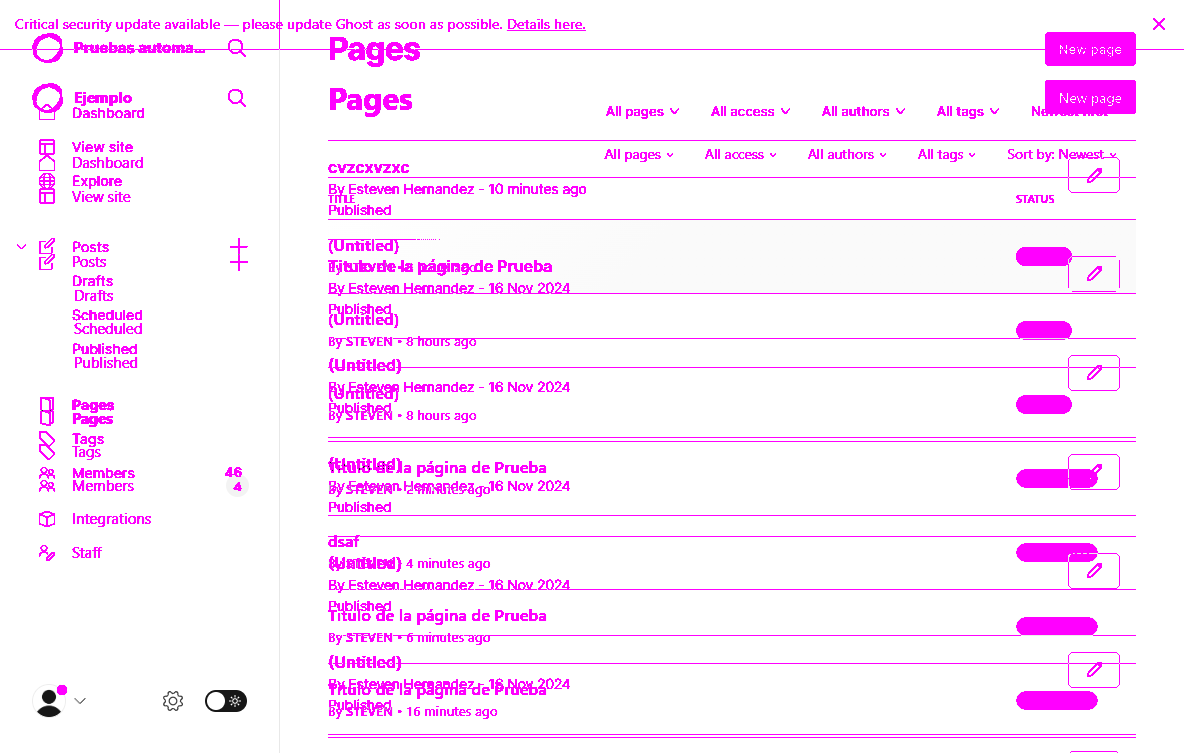 Critical security update available — please update Ghost as soon as possible. Details here.
Pruebas automa...
Pages
New page
Ejemplo
Pages
New page
Dashboard
All pages
All access
All authors
All tags
View site
Dashboard
All pages
All access
All authors
All tags
Sort by: Newest
Explore
View site
cvzcxvzxc
By Esteven Hernandez - 10 minutes ago
TITLE
STATUS
Published
Posts
Posts
(Untitled)
Titulo de la página de Prueba
By Esteven Hernandez - 16 Nov 2024
Published
Drafts
Drafts
Scheduled
Scheduled
(Untitled)
By STEVEN • 8 hours ago
Published
Published
(Untitled)
By Esteven Hernandez - 16 Nov 2024
(Untitled)
Published
By STEVEN • 8 hours ago
Pages
Pages
Tags
Tags
Members 46
Members 4
(Untitled)
Titulo de la página de Prueba
By Esteven Hernandez - 16 Nov 2024
By STEVEN • 2 minutes ago
Published
Integrations
Staff
dsaf
(Untitled)
By STEVEN • 4 minutes ago
By Esteven Hernandez - 16 Nov 2024
Published
Titulo de la página de Prueba
By STEVEN • 6 minutes ago
(Untitled)
By Esteven Hernandez - 16 Nov 2024
Titulo de la página de Prueba
Published
By STEVEN • 16 minutes ago